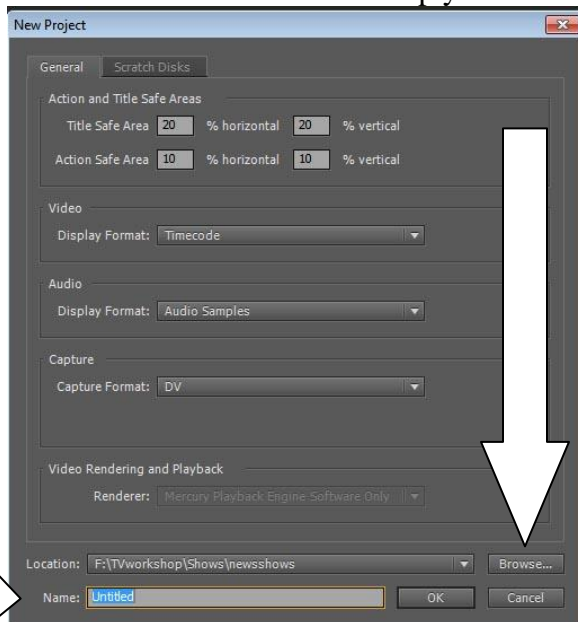 New Project
General Scratch Disks
Action and Title Safe Areas
Title Safe Area 20 % horizontal 20 % vertical
Action Safe Area 10 % horizontal 10 % vertical
Video
Display Format: Timecode
Audio
Display Format: Audio Samples
Capture
Capture Format: DV
Video Rendering and Playback
Renderer: Mercury Playback Engine Software Only
Location: F:\TVworkshop\Shows\newsshows Browse...
Name: Untitled OK Cancel